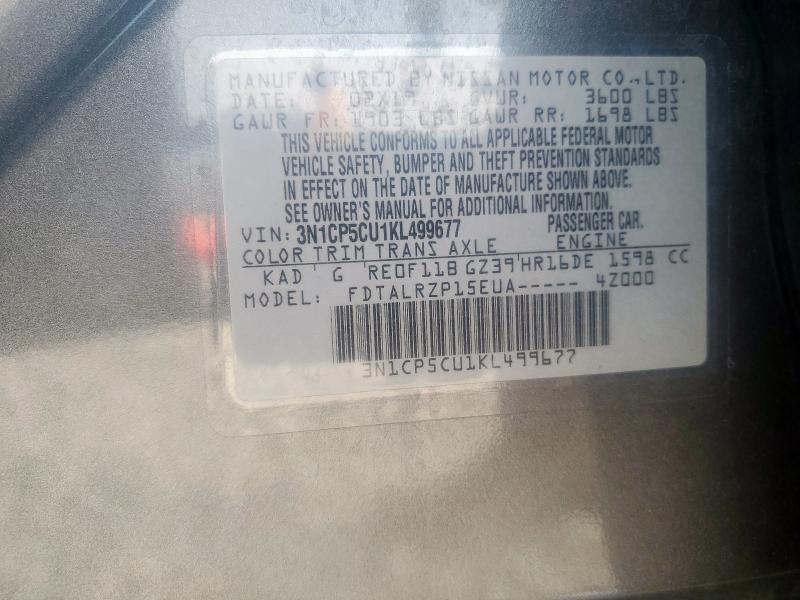 MANUFACTURED BY NISSAN MOTOR CO.,LTD.
DATE: 02/19 GVWR: 3600 LBS
GAWR FR: 1903 LBS GAWR RR: 1698 LBS
THIS VEHICLE CONFORMS TO ALL APPLICABLE FEDERAL MOTOR
VEHICLE SAFETY, BUMPER AND THEFT PREVENTION STANDARDS
IN EFFECT ON THE DATE OF MANUFACTURE SHOWN ABOVE.
SEE OWNER'S MANUAL FOR ADDITIONAL INFORMATION.
VIN: 3N1CP5CU1KL499677 PASSENGER CAR.
COLOR TRIM TRANS AXLE ENGINE
KAD G RE0F11B GZ39 HR16DE 1598 CC
MODEL: FDTALRZP15EUA----- 4Z000
3N1CP5CU1KL499677